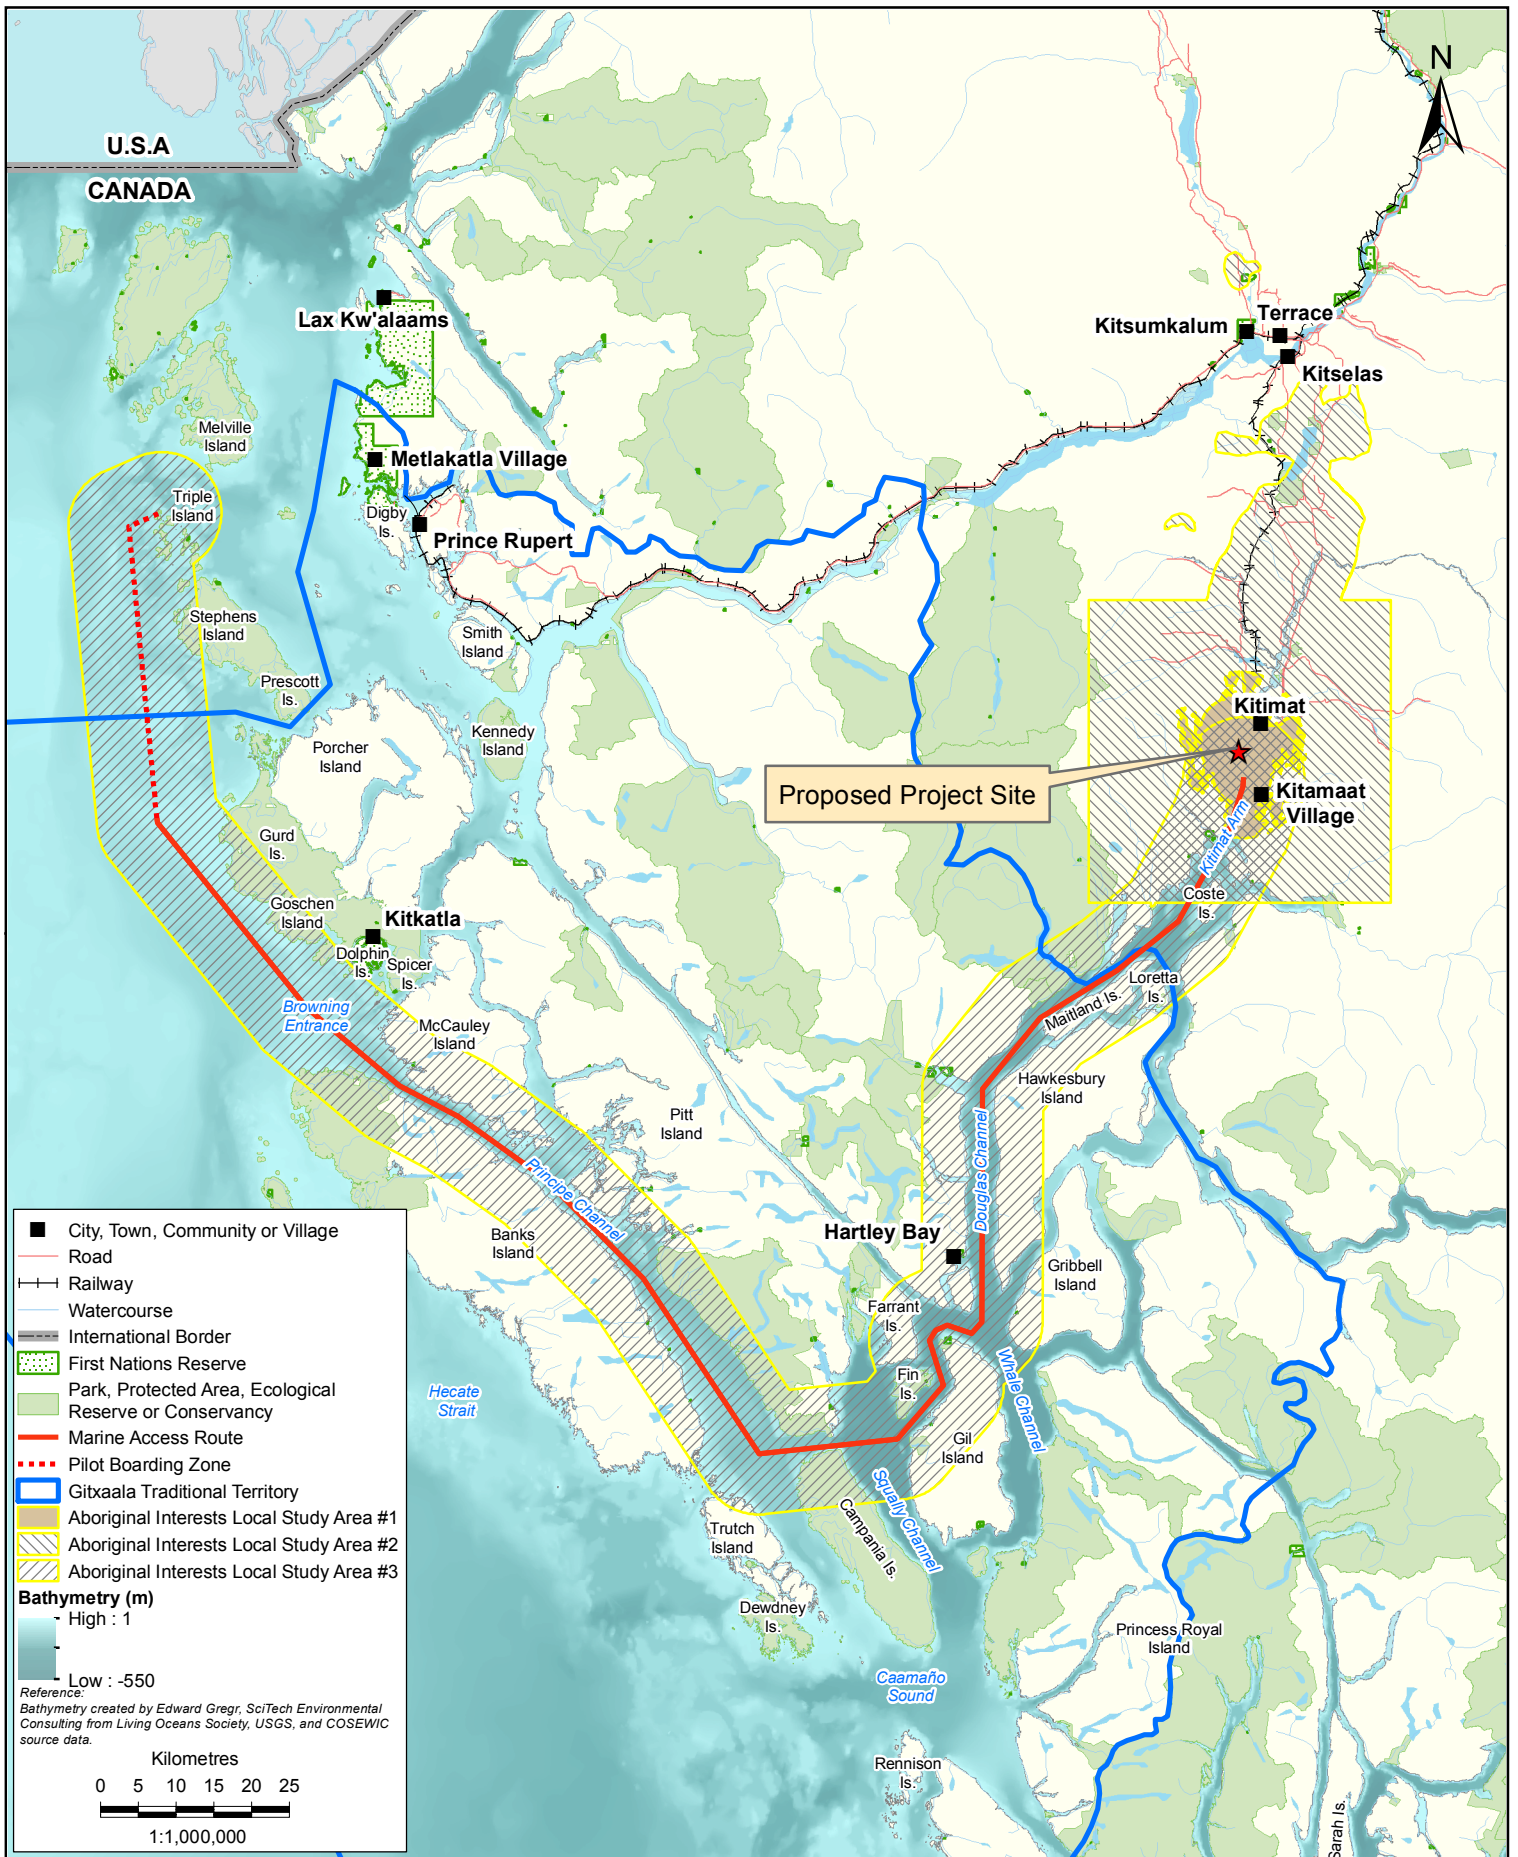 N
U.S.A
CANADA
Lax Kw'alaams
Kitsumkalum
Terrace
Kitselas
Melville
Island
Metlakatla Village
Triple
Island
Digby
Is.
Prince Rupert
Stephens
Island
Smith
Island
Prescott
Is.
Kitimat
Kennedy
Island
Porcher
Island
Proposed Project Site
Kitamaat
Village
Kitimat Arm
Gurd
Is.
Goschen
Island
Coste
Is.
Kitkatla
Dolphin
Is.
Spicer
Is.
Loretta
Is.
Maitland Is.
Browning
Entrance
McCauley
Island
Hawkesbury
Island
Pitt
Island
Douglas Channel
Principe Channel
Hartley Bay
Banks
Island
Gribbell
Island
Farrant
Is.
Fin
Is.
Whale Channel
Hecate
Strait
Gil
Island
Squally Channel
Campania Is.
Trutch
Island
Dewdney
Is.
Princess Royal
Island
Caamaño
Sound
Rennison
Is.
Sarah Is.
City, Town, Community or Village
Road
Railway
Watercourse
International Border
First Nations Reserve
Park, Protected Area, Ecological
Reserve or Conservancy
Marine Access Route
Pilot Boarding Zone
Gitxaala Traditional Territory
Aboriginal Interests Local Study Area #1
Aboriginal Interests Local Study Area #2
Aboriginal Interests Local Study Area #3
Bathymetry (m)
High : 1
Low : -550
Reference:
Bathymetry created by Edward Gregr, SciTech Environmental
Consulting from Living Oceans Society, USGS, and COSEWIC
source data.
Kilometres
0 5 10 15 20 25
1:1,000,000